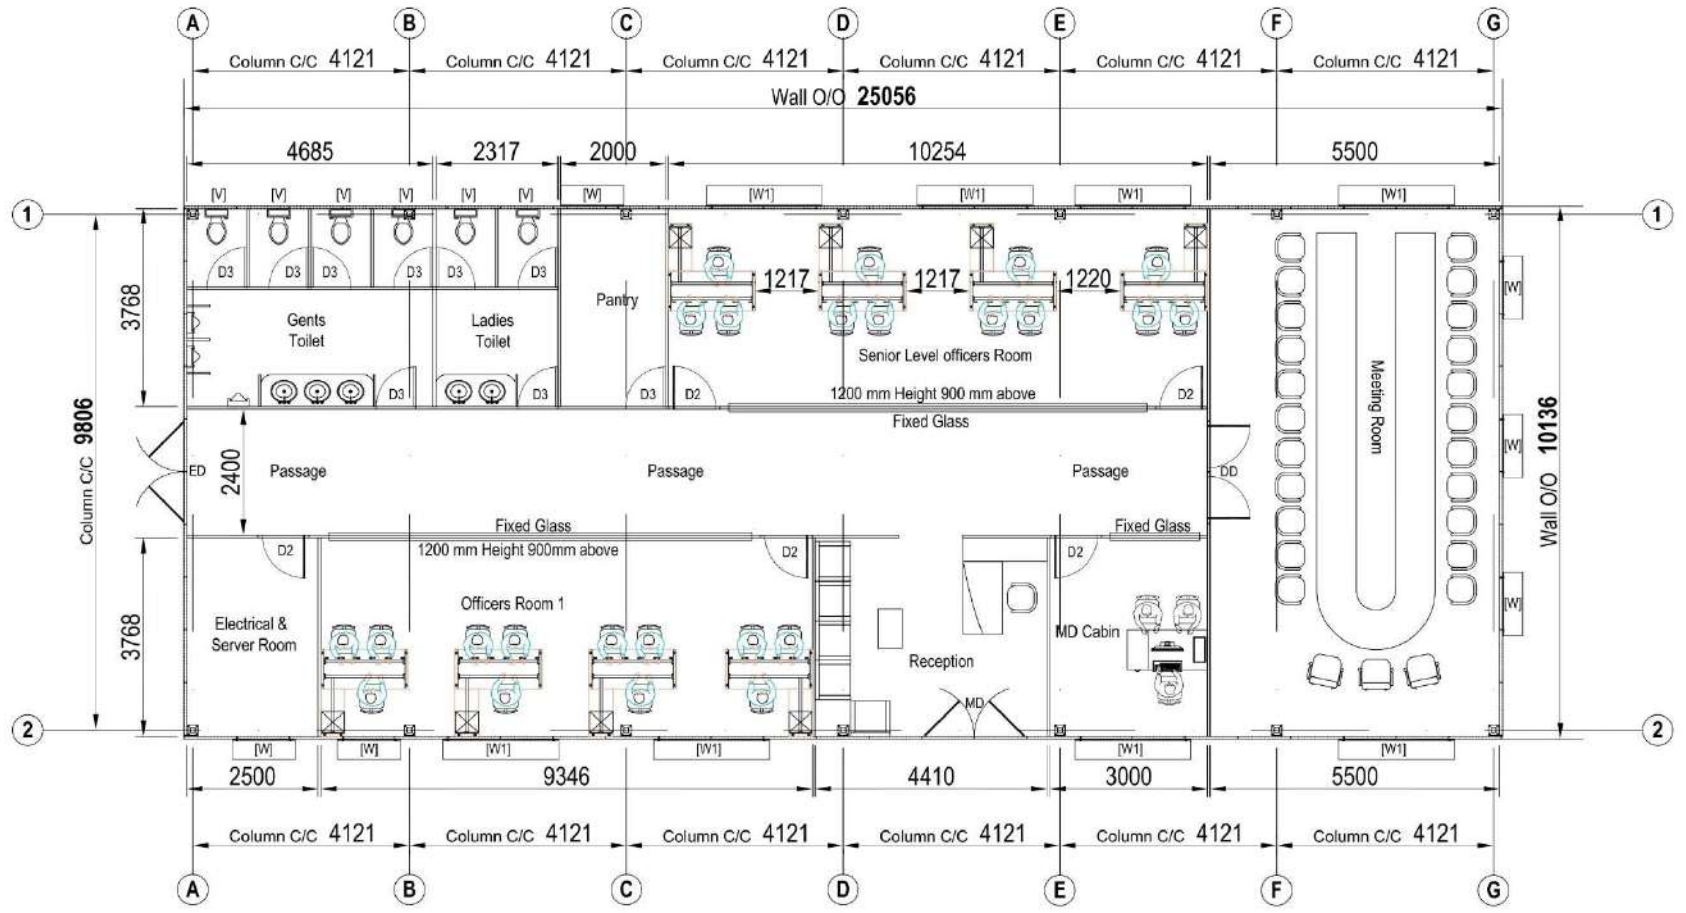 A B C D E F G
Column C/C 4121 Column C/C 4121 Column C/C 4121 Column C/C 4121 Column C/C 4121 Column C/C 4121
Wall O/O 25056
4685 2317 2000 10254 5500
[V] [V] [V] [V] [V] [V] [W] [W1] [W1] [W1] [W1]
1 1
D3 D3 D3 D3 D3 D3
1217 1217 1220
[W]
3768
Pantry
Gents
Toilet
Ladies
Toilet
Senior Level officers Room
D3 D3 D3 D2 D2
1200 mm Height 900 mm above
Fixed Glass
Meeting Room
Column C/C 9806
Wall O/O 10136
[W]
2400
ED Passage Passage Passage DD
Fixed Glass Fixed Glass
1200 mm Height 900mm above
D2 D2 D2
[W]
3768
Officers Room 1
Electrical &
Server Room
MD Cabin
Reception
MD
2 2
[W] [W] [W1] [W1] [W1] [W1]
2500 9346 4410 3000 5500
Column C/C 4121 Column C/C 4121 Column C/C 4121 Column C/C 4121 Column C/C 4121 Column C/C 4121
A B C D E F G